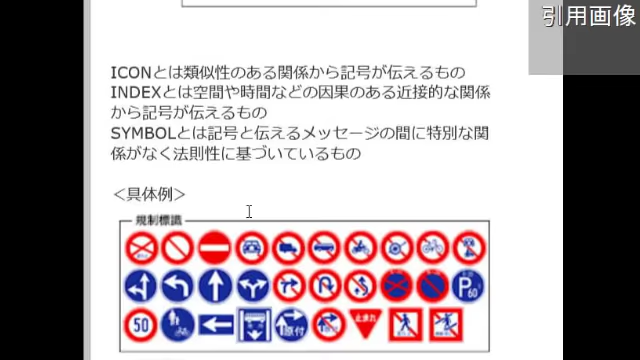 引用画像
ICONとは類似性のある関係から記号が伝えるもの
INDEXとは空間や時間などの因果のある近接的な関係
から記号が伝えるもの
SYMBOLとは記号と伝えるメッセージの間に特別な関
係がなく法則性に基づいているもの
＜具体例＞
規制標識
P
60
50
原付
止まれ